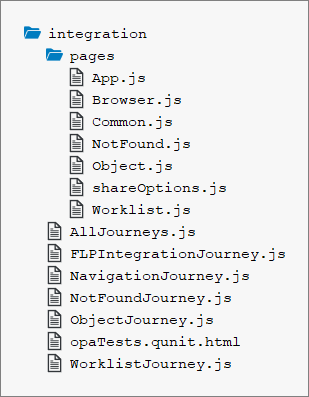 integration
pages
App.js
Browser.js
Common.js
NotFound.js
Object.js
shareOptions.js
Worklist.js
AllJourneys.js
FLPIntegrationJourney.js
NavigationJourney.js
NotFoundJourney.js
ObjectJourney.js
opaTests.qunit.html
WorklistJourney.js